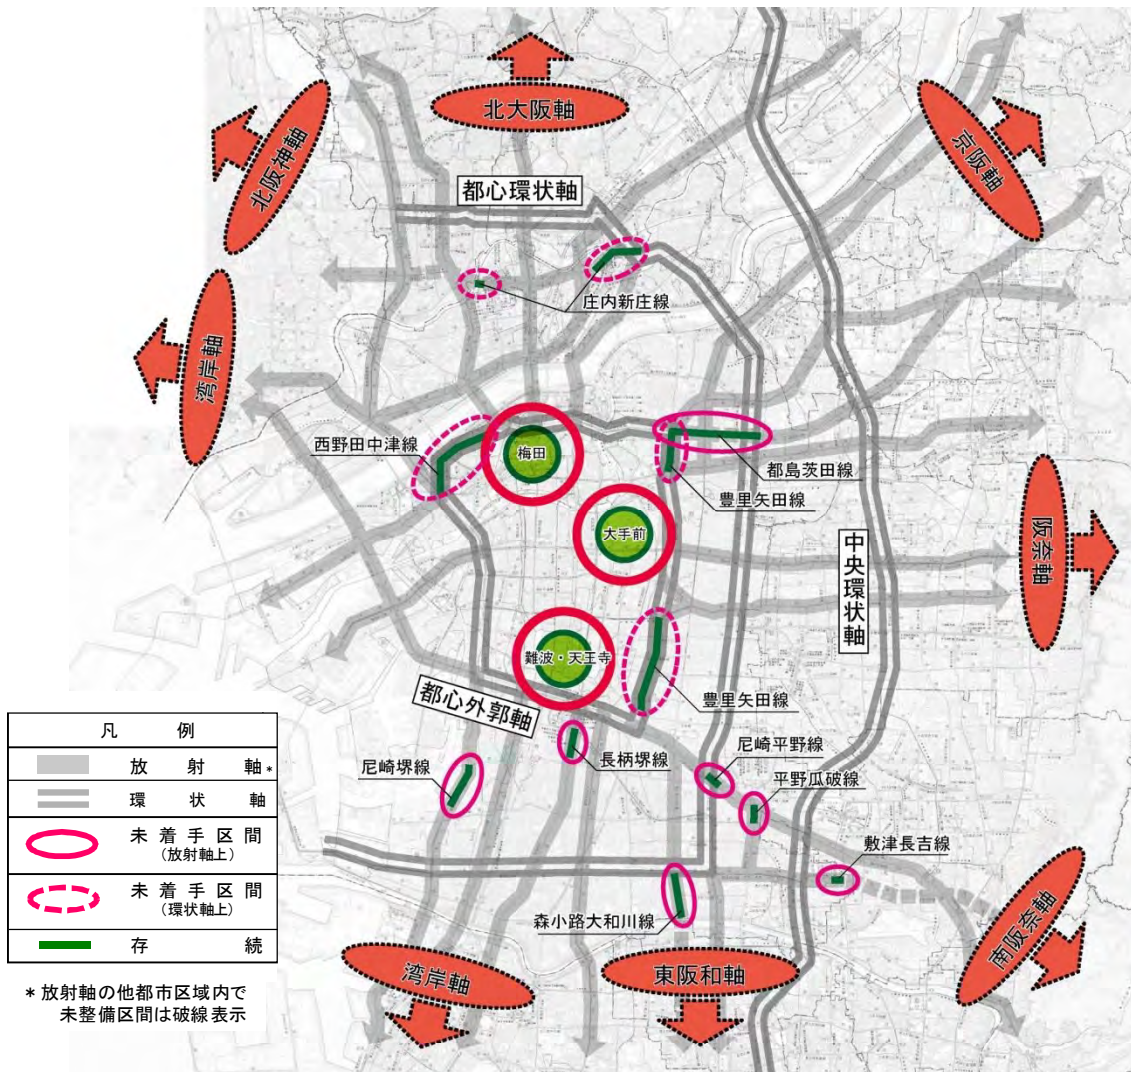 北大阪軸
北阪神軸
京阪軸
都心環状軸
庄内新庄線
湾岸軸
西野田中津線
梅田
都島茨田線
豊里矢田線
大手前
中央環状軸
阪奈軸
難波・天王寺
豊里矢田線
都心外郭軸
長柄堺線
尼崎平野線
尼崎堺線
平野瓜破線
敷津長吉線
森小路大和川線
南阪奈軸
湾岸軸
東阪和軸
凡 例
放 射 軸*
環 状 軸
未着手区間
(放射軸上)
未着手区間
(環状軸上)
存 続
*放射軸の他都市区域内で
未整備区間は破線表示